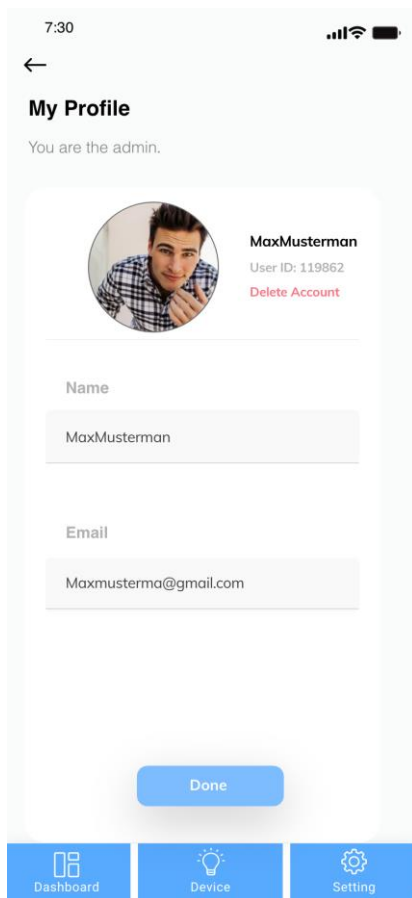 7:30
My Profile
You are the admin.
MaxMusterman
User ID: 119862
Delete Account
Name
MaxMusterman
Email
Maxmusterma@gmail.com
Done
Dashboard
Device
Setting